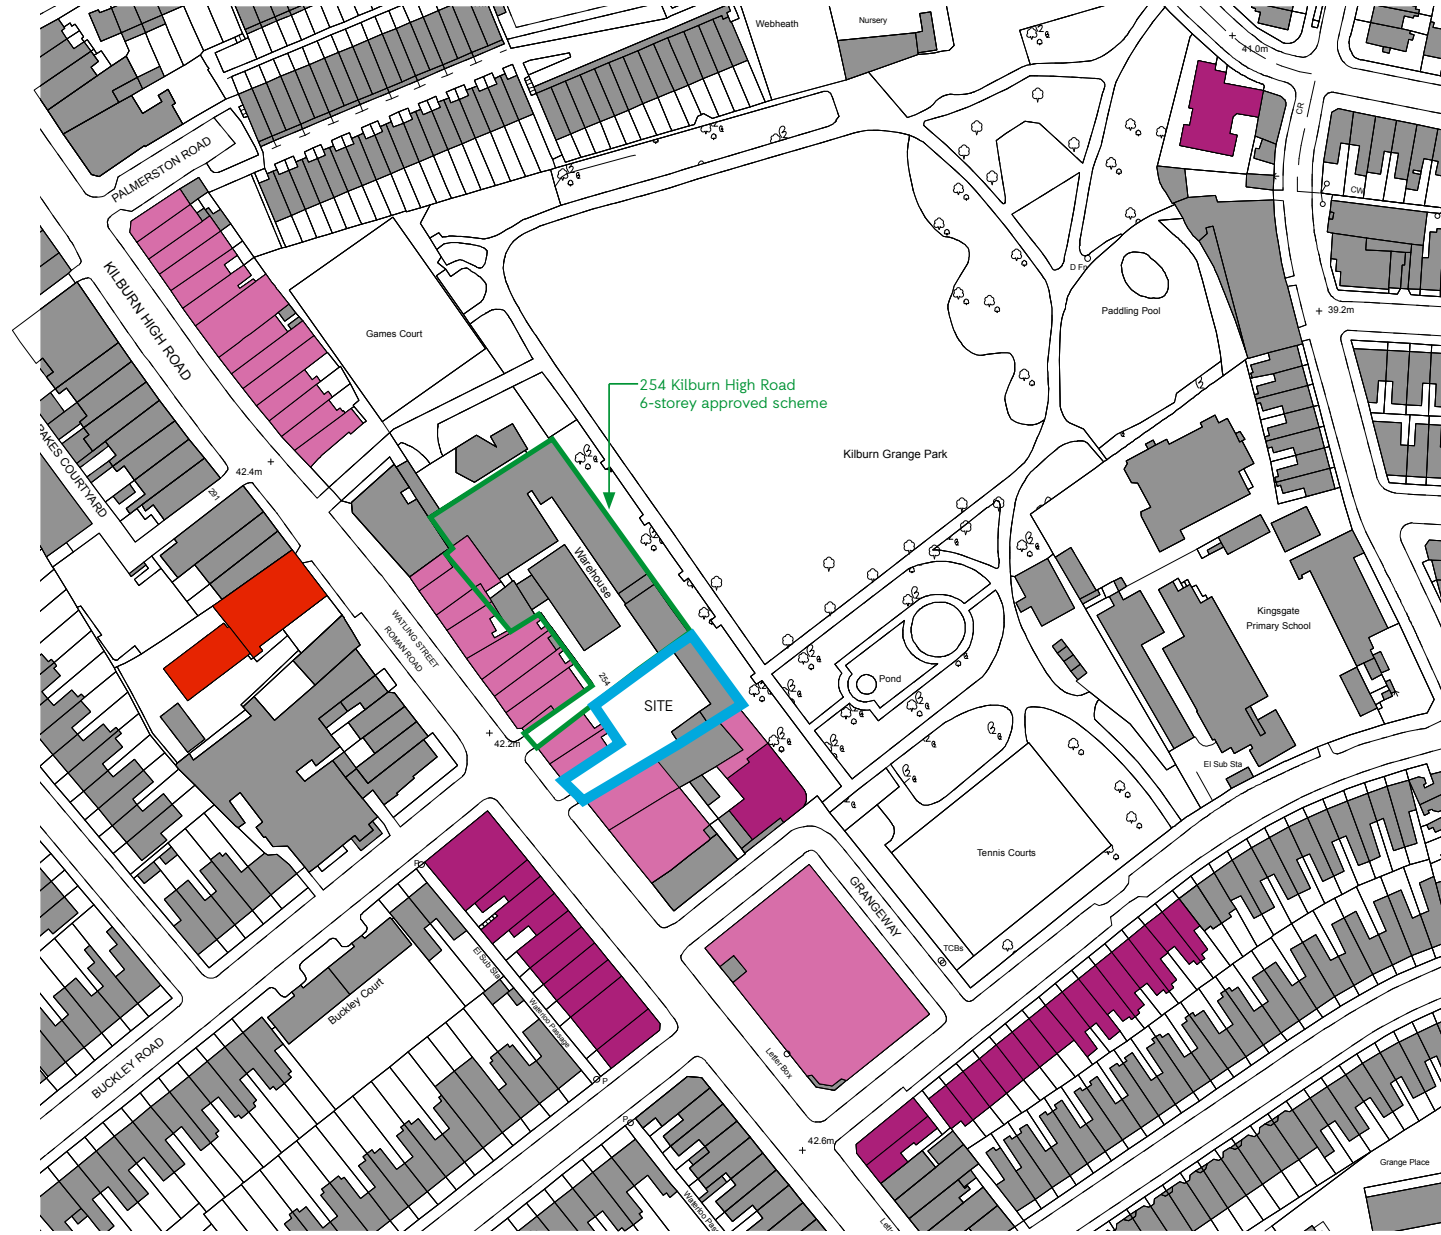 Webheath
Nursery
41.0m
CR
CW
PALMERSTON ROAD
KILBURN HIGH ROAD
D Fn
Paddling Pool
39.2m
Games Court
254 Kilburn High Road
6-storey approved scheme
Kilburn Grange Park
42.4m
291
Warehouse
WATLING STREET
ROMAN ROAD
254
Kingsgate
Primary School
SITE
Pond
42.2m
El Sub Sta
Tennis Courts
GRANGEWAY
TCBs
El Sub Sta
Buckley Court
Waterloo Passage
Letter Box
BUCKLEY ROAD
P
42.6m
Grange Place